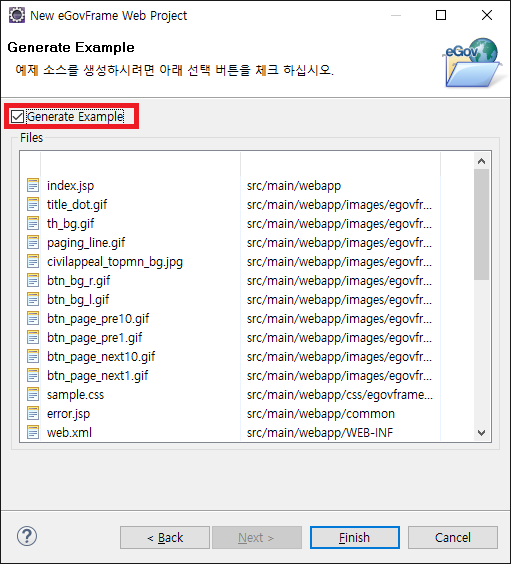 New eGovFrame Web Project
Generate Example
예제 소스를 생성하시려면 아래 선택 버튼을 체크 하십시오.
eGov
Generate Example
Files
index.jsp src/main/webapp
title_dot.gif src/main/webapp/images/egovfr...
th_bg.gif src/main/webapp/images/egovfr...
paging_line.gif src/main/webapp/images/egovfr...
civilappeal_topmn_bg.jpg src/main/webapp/images/egovfr...
btn_bg_r.gif src/main/webapp/images/egovfr...
btn_bg_l.gif src/main/webapp/images/egovfr...
btn_page_pre10.gif src/main/webapp/images/egovfr...
btn_page_pre1.gif src/main/webapp/images/egovfr...
btn_page_next10.gif src/main/webapp/images/egovfr...
btn_page_next1.gif src/main/webapp/images/egovfr...
sample.css src/main/webapp/css/egovframe...
error.jsp src/main/webapp/common
web.xml src/main/webapp/WEB-INF
? < Back Next > Finish Cancel